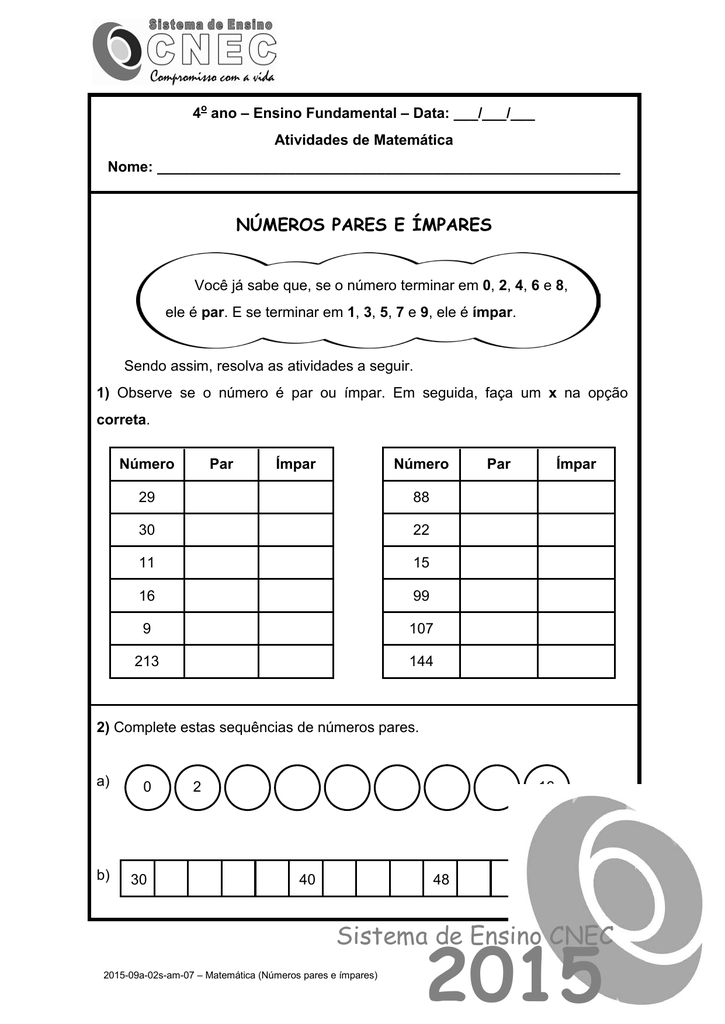 Sistema de Ensino
CNEC
Compromisso com a vida
4º ano – Ensino Fundamental – Data: ___/___/___
Atividades de Matemática
Nome: ______________________________________________________
NÚMEROS PARES E ÍMPARES
Você já sabe que, se o número terminar em 0, 2, 4, 6 e 8,
ele é par. E se terminar em 1, 3, 5, 7 e 9, ele é ímpar.
Sendo assim, resolva as atividades a seguir.
1) Observe se o número é par ou ímpar. Em seguida, faça um x na opção
correta.
Número Par Ímpar
29
30
11
16
9
213
Número Par Ímpar
88
22
15
99
107
144
2) Complete estas sequências de números pares.
a) 0 2
b) 30 40 48
Sistema de Ensino CNEC
2015
2015-09a-02s-am-07 – Matemática (Números pares e ímpares)